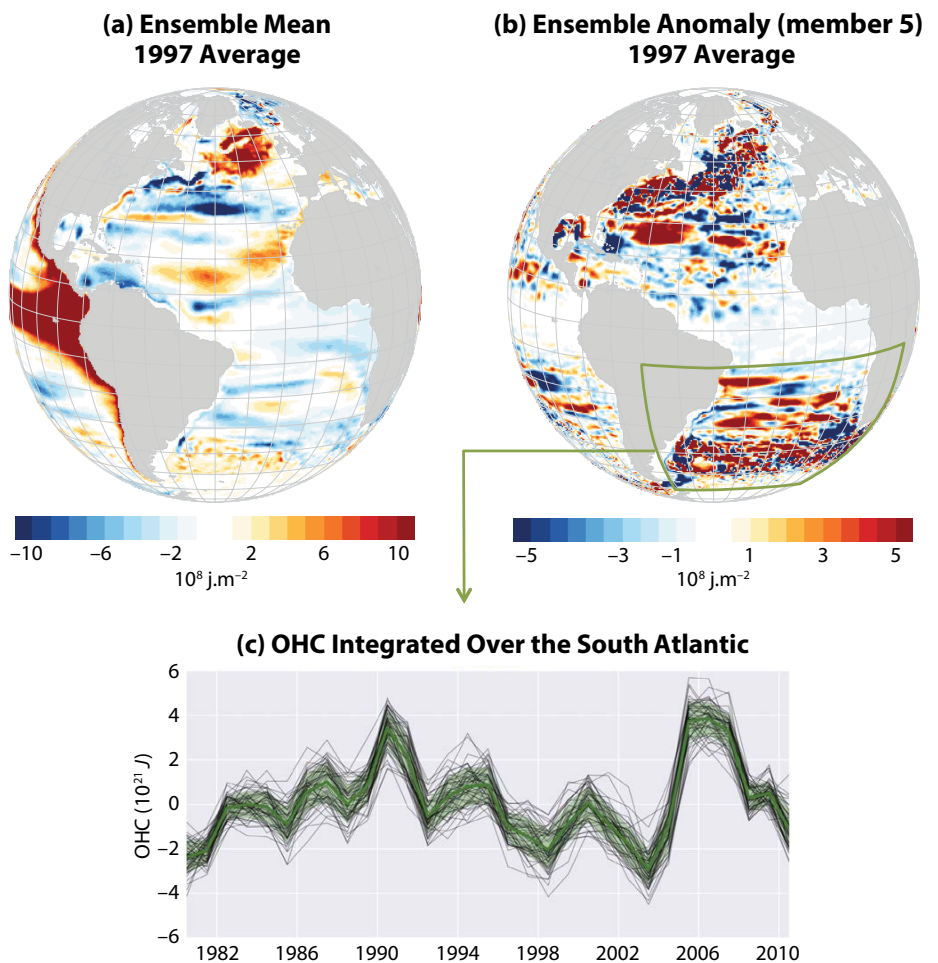 (a) Ensemble Mean
1997 Average
(b) Ensemble Anomaly (member 5)
1997 Average
−10 −6 −2 2 6 10
10⁸ j.m⁻²
−5 −3 −1 1 3 5
10⁸ j.m⁻²
(c) OHC Integrated Over the South Atlantic
OHC (10²¹ J)
6
4
2
0
−2
−4
−6
1982 1986 1990 1994 1998 2002 2006 2010